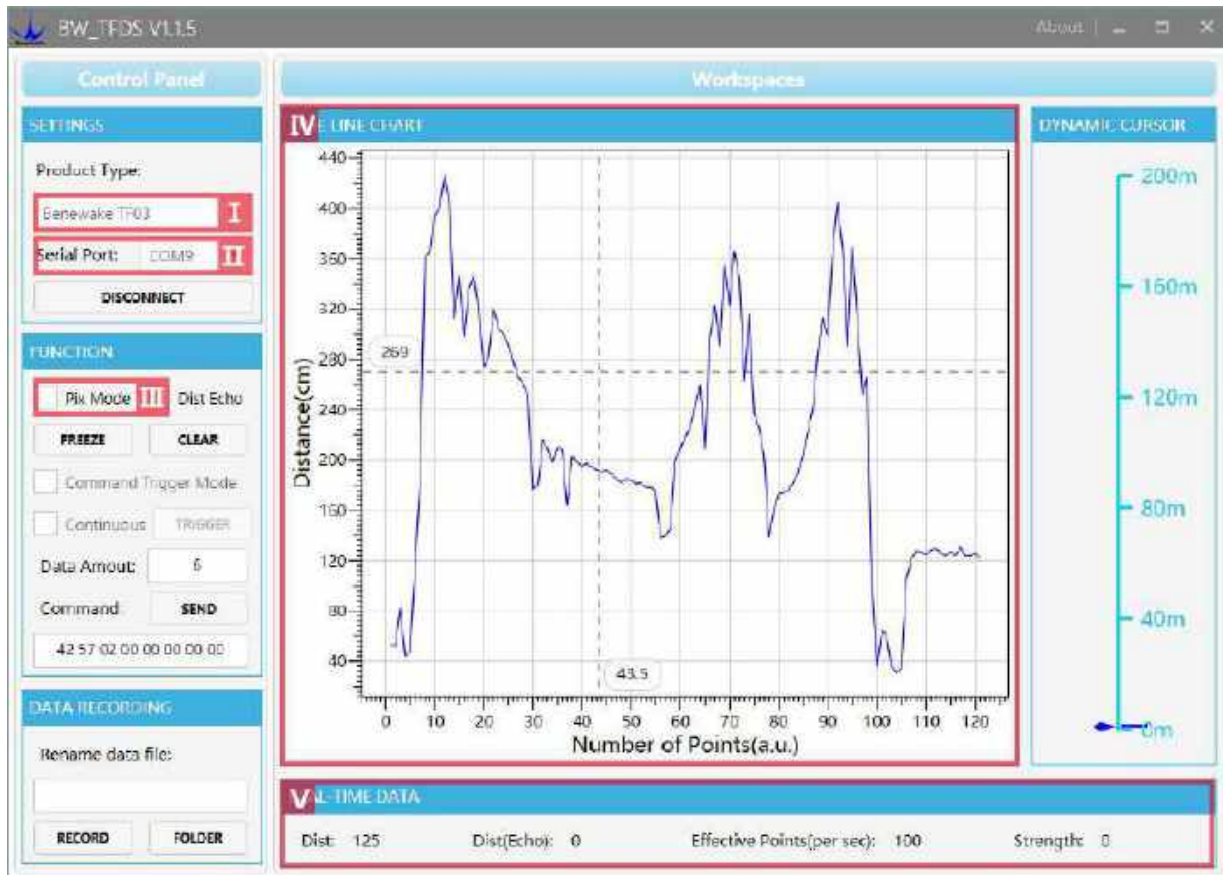 BW_TFDS V1.1.5
About
Control Panel
Workspaces
SETTINGS
Product Type:
Benewake TF03
I
Serial Port:
COM9
II
DISCONNECT
FUNCTION
Pix Mode
III
Dist Echo
FREEZE
CLEAR
Command Trigger Mode
Continuous
TRIGGER
Data Amout:
5
Command
SEND
42 57 02 00 00 00 00 00
DATA RECORDING
Rename data file:
RECORD
FOLDER
IV
E LINE CHART
440
400
360
320
280
240
200
160
120
80
40
Distance(cm)
269
43.5
0 10 20 30 40 50 60 70 80 90 100 110 120
Number of Points(a.u.)
DYNAMIC CURSOR
200m
160m
120m
80m
40m
0m
V
AL-TIME DATA
Dist: 125
Dist(Echo): 0
Effective Points(per sec): 100
Strength: 0